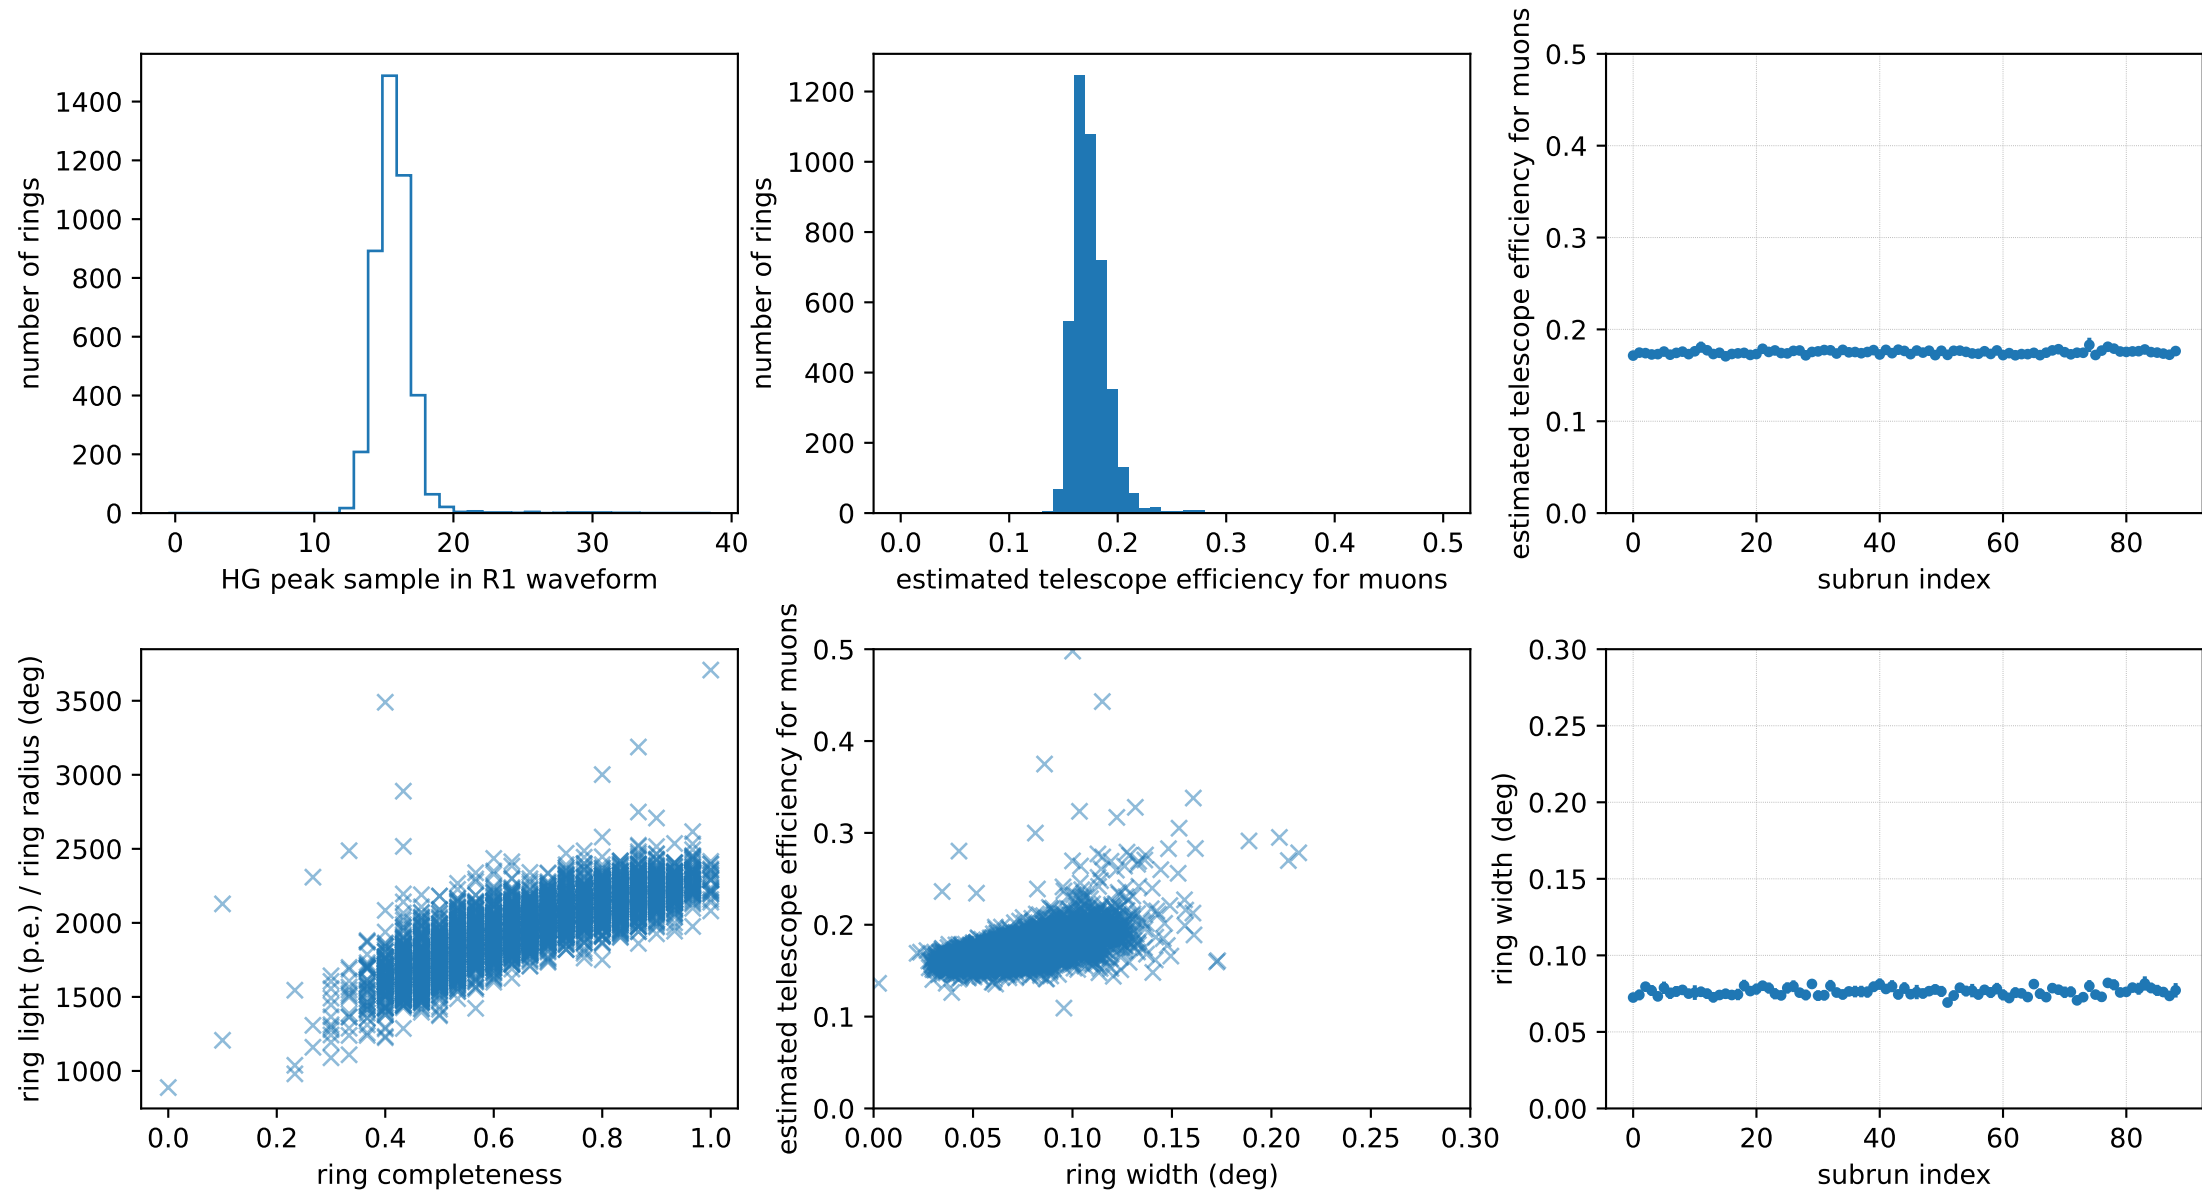 number of rings
1400
1200
1000
800
600
400
200
0
0 10 20 30 40
HG peak sample in R1 waveform
number of rings
1200
1000
800
600
400
200
0
0.0 0.1 0.2 0.3 0.4 0.5
estimated telescope efficiency for muons
estimated telescope efficiency for muons
0.5
0.4
0.3
0.2
0.1
0.0
0 20 40 60 80
subrun index
ring light (p.e.) / ring radius (deg)
3500
3000
2500
2000
1500
1000
0.0 0.2 0.4 0.6 0.8 1.0
ring completeness
estimated telescope efficiency for muons
0.5
0.4
0.3
0.2
0.1
0.0
0.00 0.05 0.10 0.15 0.20 0.25 0.30
ring width (deg)
ring width (deg)
0.30
0.25
0.20
0.15
0.10
0.05
0.00
0 20 40 60 80
subrun index